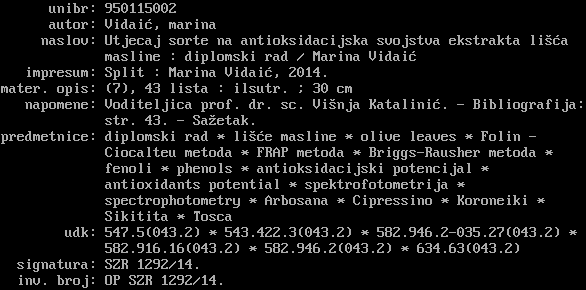 unibr: 950115002
autor: Vidaić, marina
naslov: Utjecaj sorte na antioksidacijska svojstva ekstrakta lišća
masline : diplomski rad / Marina Vidaić
impresum: Split : Marina Vidaić, 2014.
mater. opis: (7), 43 lista : ilsutr. ; 30 cm
napomene: Voditeljica prof. dr. sc. Višnja Katalinić. - Bibliografija:
str. 43. - Sažetak.
predmetnice: diplomski rad * lišće masline * olive leaves * Folin -
Ciocalteu metoda * FRAP metoda * Briggs-Rausher metoda *
fenoli * phenols * antioksidacijski potencijal *
antioxidants potential * spektrofotometrija *
spectrophotometry * Arbosana * Cipressino * Koroneiki *
Sikitita * Tosca
udk: 547.5(043.2) * 543.422.3(043.2) * 582.946.2-035.27(043.2) *
582.916.16(043.2) * 582.946.2(043.2) * 634.63(043.2)
signatura: SZR 1292/14.
inv. broj: OP SZR 1292/14.